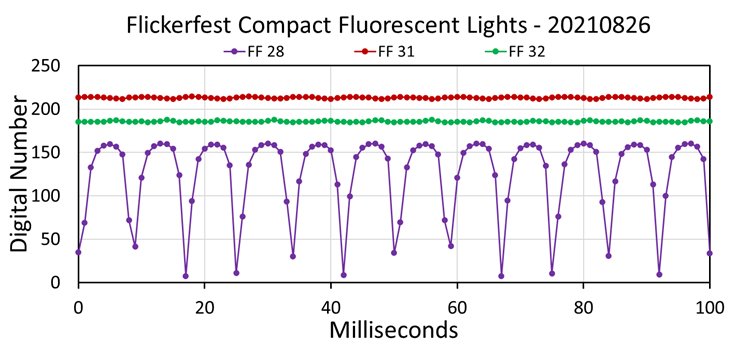 Flickerfest Compact Fluorescent Lights - 20210826
FF 28 FF 31 FF 32
250
200
150
100
50
0
Digital Number
0 20 40 60 80 100
Milliseconds